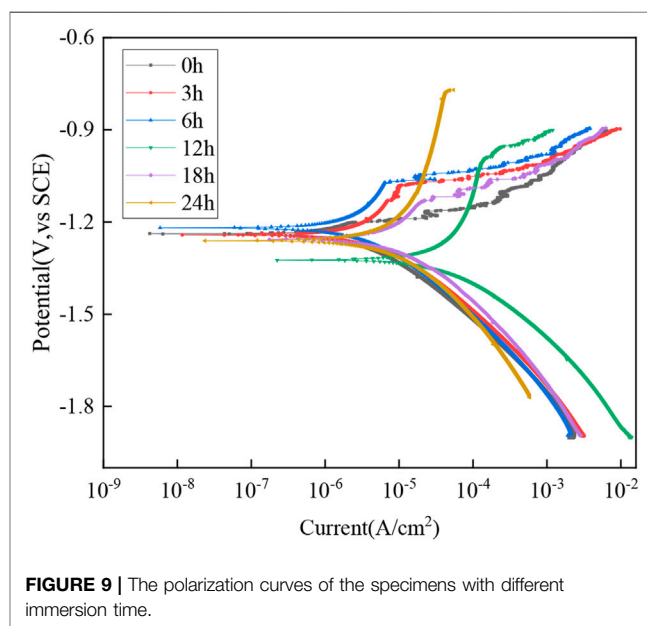 -0.6
-0.9
-1.2
-1.5
-1.8
Potential(V,vs SCE)
0h
3h
6h
12h
18h
24h
10⁻⁹ 10⁻⁸ 10⁻⁷ 10⁻⁶ 10⁻⁵ 10⁻⁴ 10⁻³ 10⁻²
Current(A/cm²)
FIGURE 9 | The polarization curves of the specimens with different
immersion time.